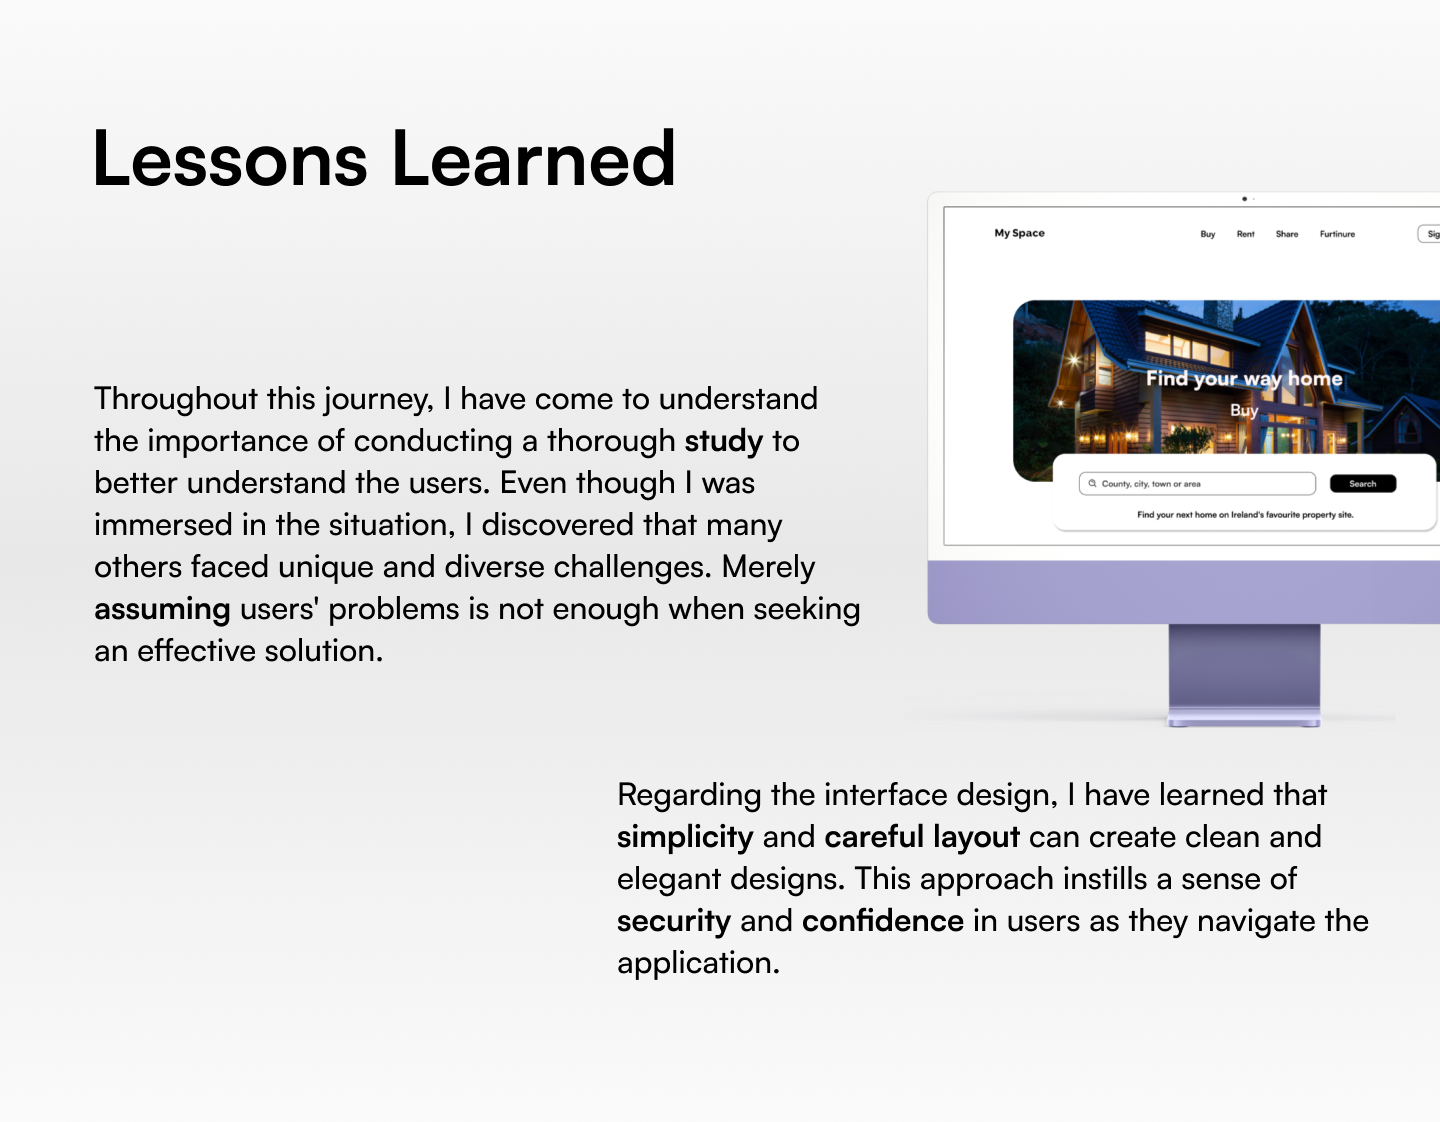 Lessons Learned
My Space
Buy Rent Share Furtinure
Sig
Find your way home
Buy
County, city, town or area
Search
Find your next home on Ireland's favourite property site.
Throughout this journey, I have come to understand
the importance of conducting a thorough study to
better understand the users. Even though I was
immersed in the situation, I discovered that many
others faced unique and diverse challenges. Merely
assuming users' problems is not enough when seeking
an effective solution.
Regarding the interface design, I have learned that
simplicity and careful layout can create clean and
elegant designs. This approach instills a sense of
security and confidence in users as they navigate the
application.